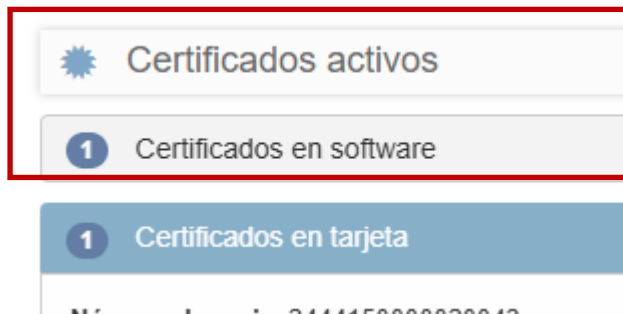 Certificados activos
1 Certificados en software
1 Certificados en tarjeta